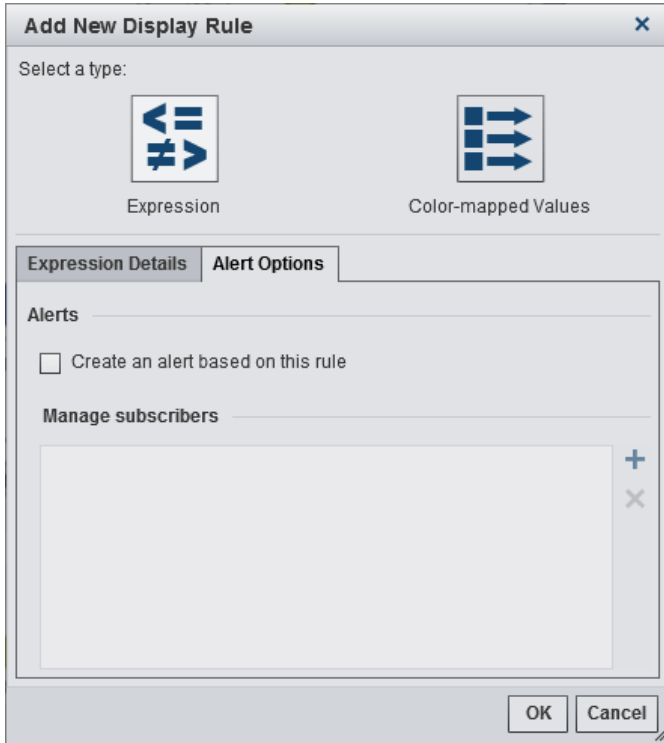 Add New Display Rule
Select a type:
Expression
Color-mapped Values
Expression Details
Alert Options
Alerts
Create an alert based on this rule
Manage subscribers
OK
Cancel